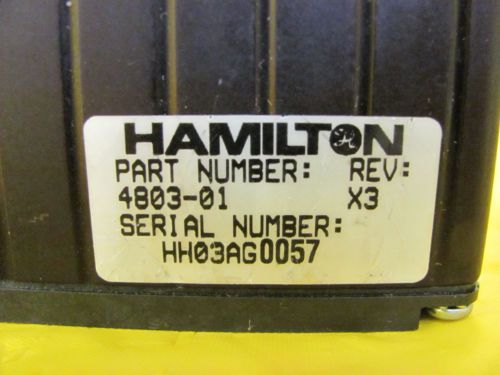 HAMILTON
PART NUMBER: REV:
4803-01 X3
SERIAL NUMBER:
HH03AG0057